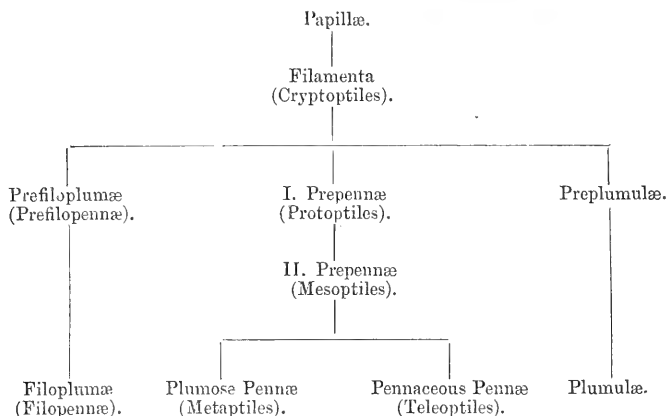 Papillæ.
Filamenta
(Cryptoptiles).
Prefiloplumæ
(Prefilopennæ).
I. Prepennæ
(Protoptiles).
Preplumulæ.
II. Prepennæ
(Mesoptiles).
Filoplumæ
(Filopennæ).
Plumose Pennæ
(Metaptiles).
Pennaceous Pennæ
(Teleoptiles).
Plumulæ.